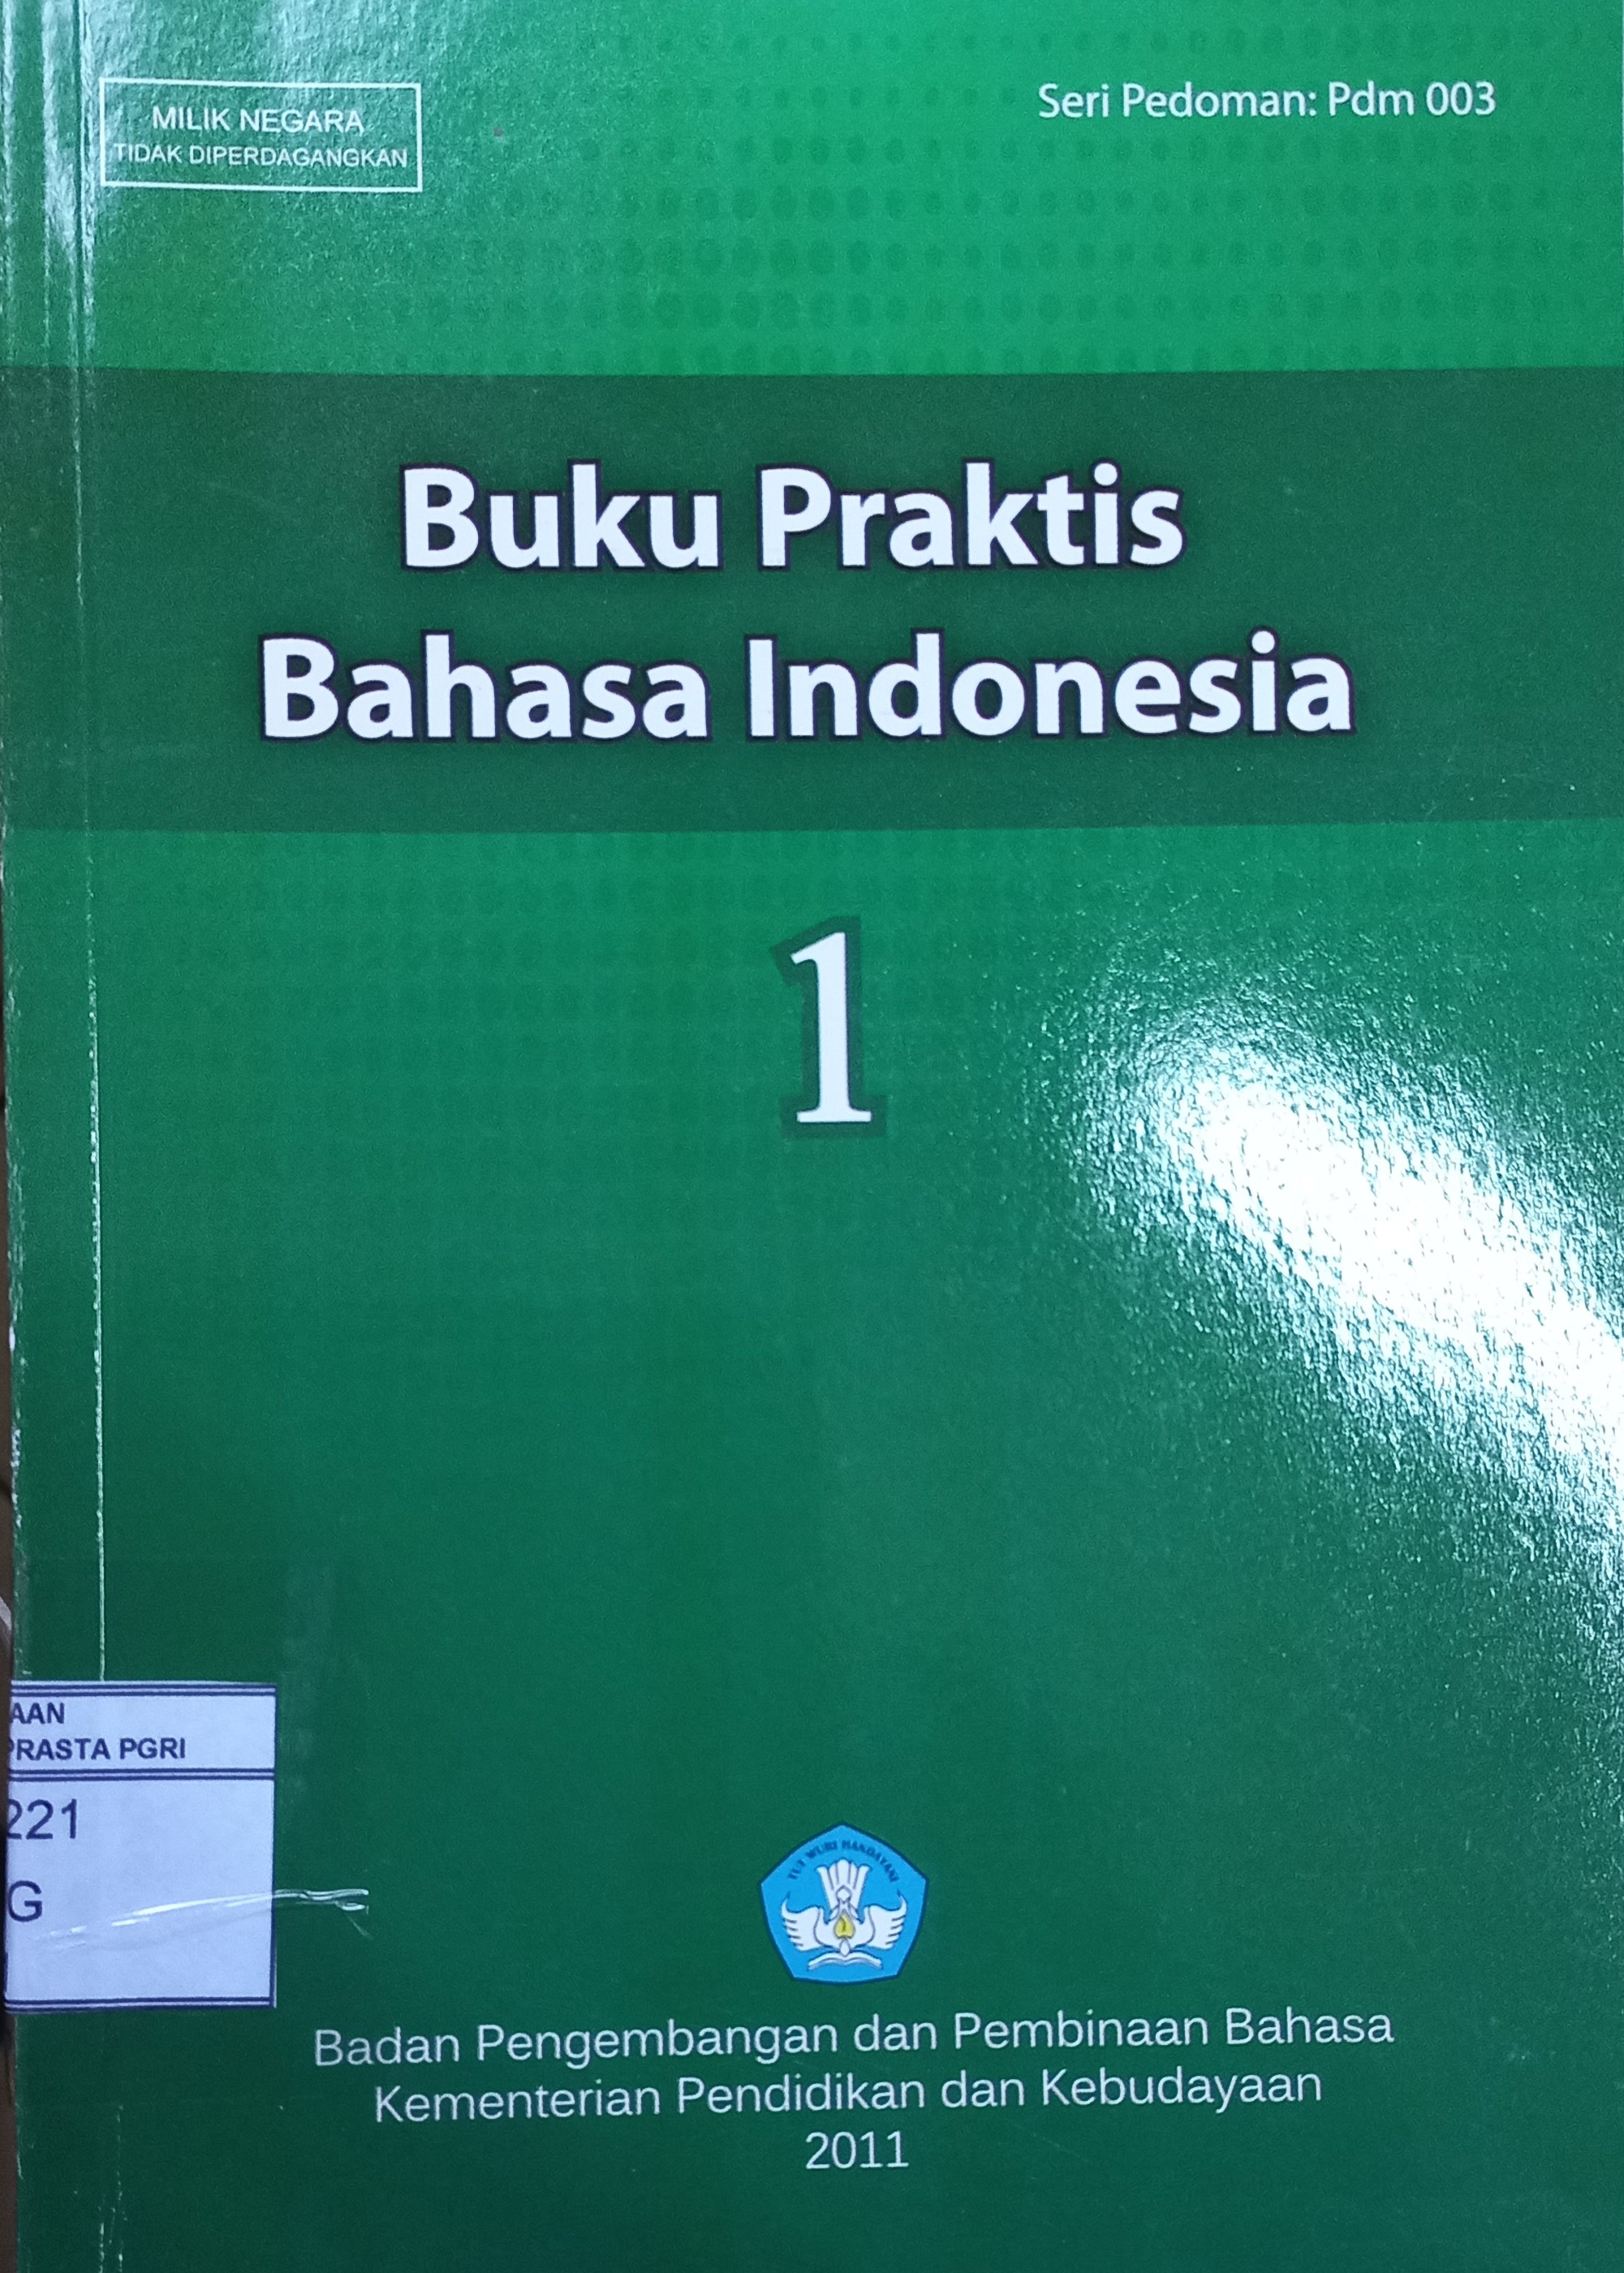 MILIK NEGARA
TIDAK DIPERDAGANGKAN
Seri Pedoman: Pdm 003
Buku Praktis
Bahasa Indonesia
1
AAN
PRASTA PGRI
221
G
TUT WURI HANDAYANI
Badan Pengembangan dan Pembinaan Bahasa
Kementerian Pendidikan dan Kebudayaan
2011